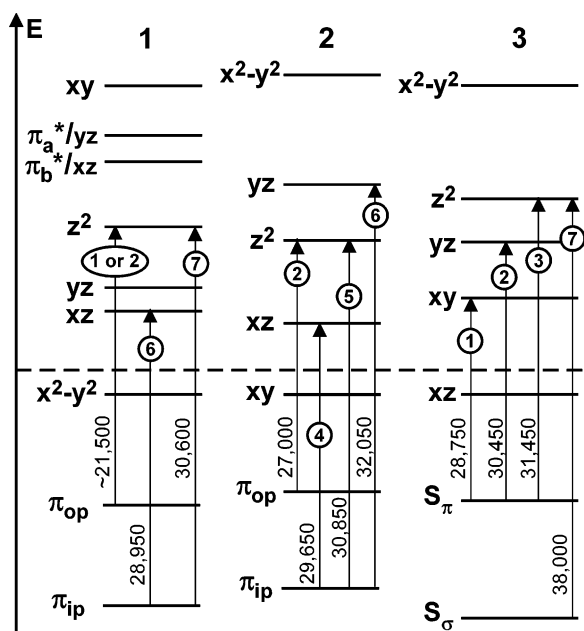 E
1
2
3
xy
x²-y²
x²-y²
πa*/yz
πb*/xz
yz
z²
z²
z²
yz
yz
xy
xz
xz
1 or 2
7
6
2
5
6
4
1
2
3
7
x²-y²
xy
xz
~21,500
28,950
30,600
27,000
29,650
30,850
32,050
28,750
30,450
31,450
38,000
πop
πop
Sπ
πip
πip
Sσ